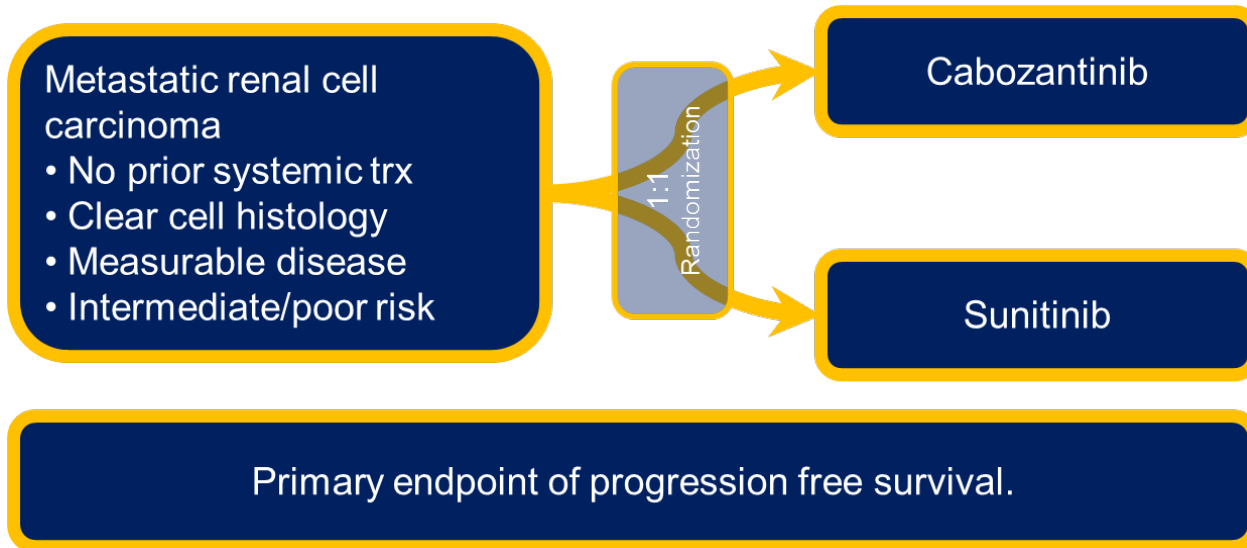 Metastatic renal cell
carcinoma
• No prior systemic trx
• Clear cell histology
• Measurable disease
• Intermediate/poor risk
1:1
Randomization
Cabozantinib
Sunitinib
Primary endpoint of progression free survival.